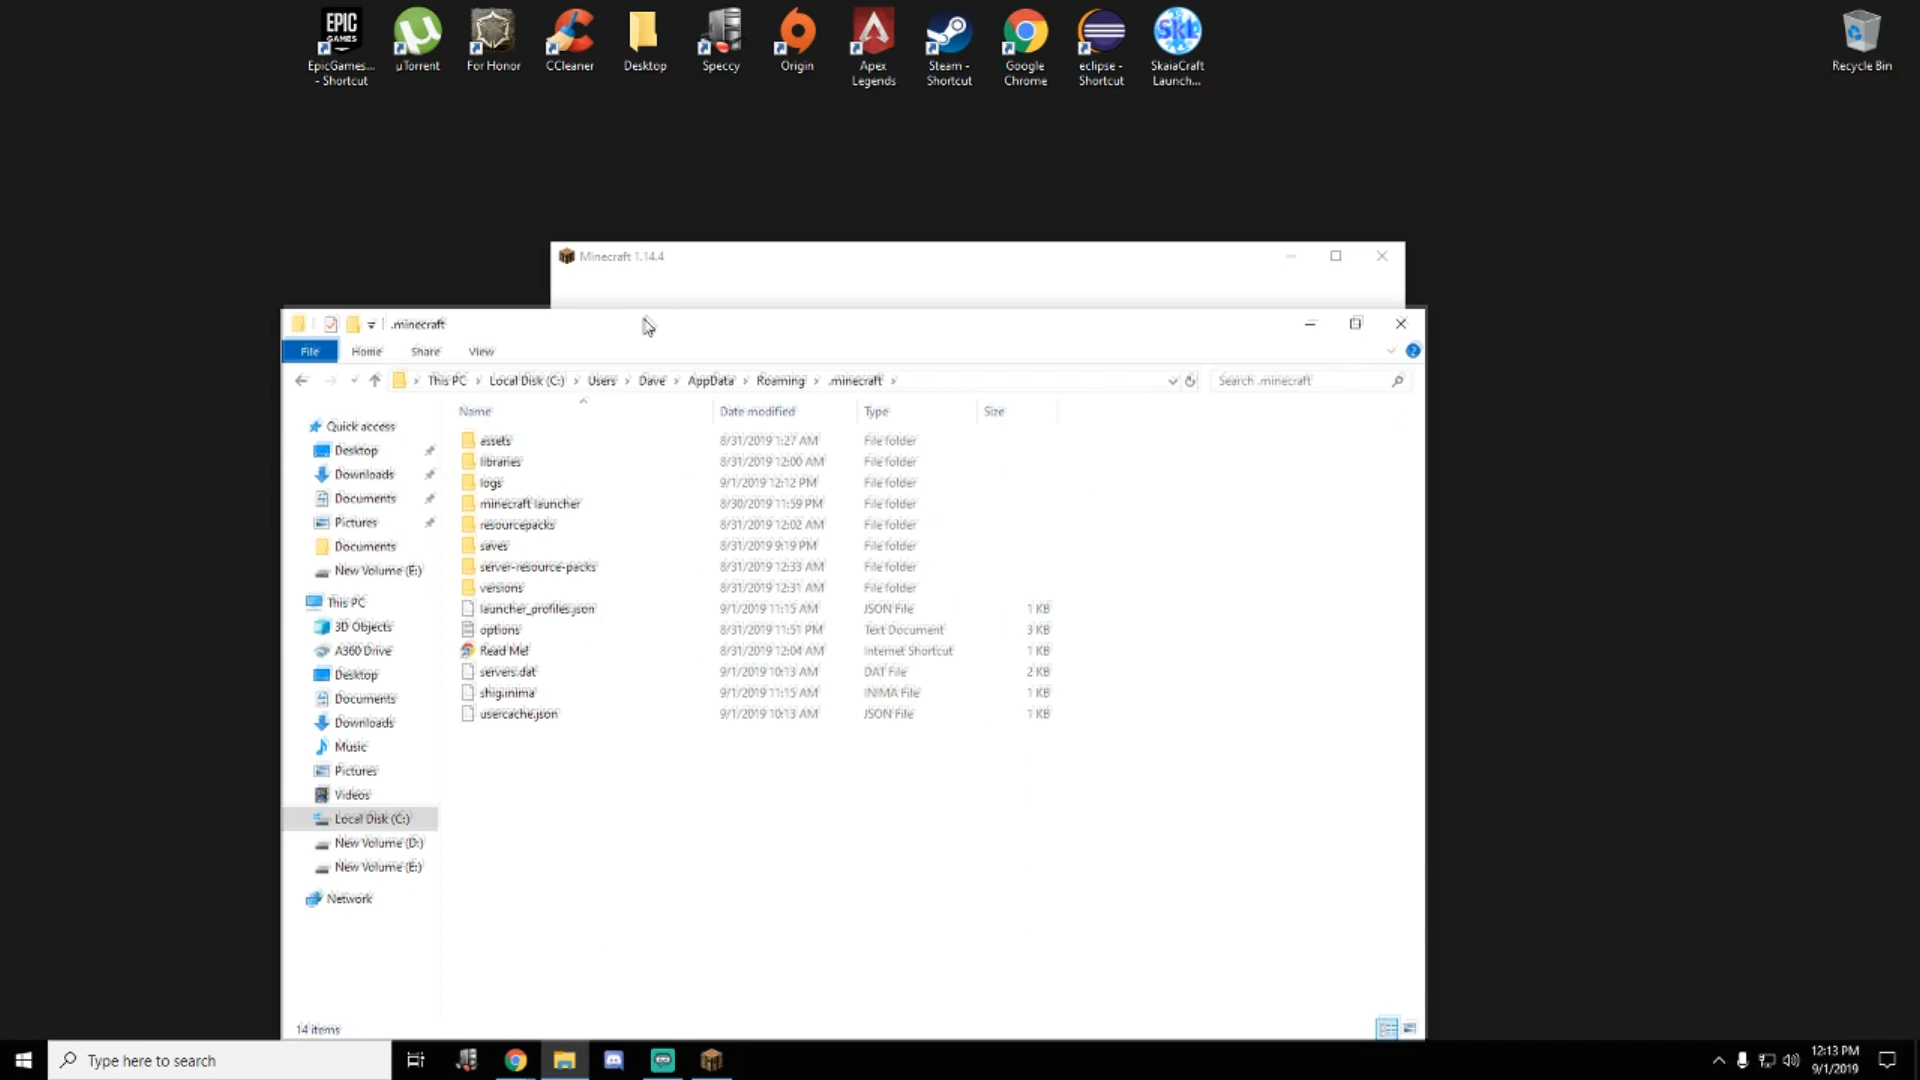 EPIC GAMES
EpicGames... - Shortcut
µTorrent
For Honor
CCleaner
Desktop
Speccy
Origin
Apex Legends
Steam - Shortcut
Google Chrome
eclipse - Shortcut
Skb
SkaiaCraft Launch...
Recycle Bin
Minecraft 1.14.4
.minecraft
File Home Share View
This PC › Local Disk (C:) › Users › Dave › AppData › Roaming › .minecraft ›
Search .minecraft
Name Date modified Type Size
assets 8/31/2019 1:27 AM File folder
libraries 8/31/2019 12:00 AM File folder
logs 9/1/2019 12:12 PM File folder
minecraft launcher 8/30/2019 11:59 PM File folder
resourcepacks 8/31/2019 12:02 AM File folder
saves 8/31/2019 9:19 PM File folder
server-resource-packs 8/31/2019 12:33 AM File folder
versions 8/31/2019 12:31 AM File folder
launcher_profiles.json 9/1/2019 11:15 AM JSON File 1 KB
options 8/31/2019 11:51 PM Text Document 3 KB
Read Me! 8/31/2019 12:04 AM Internet Shortcut 1 KB
servers.dat 9/1/2019 10:13 AM DAT File 2 KB
shig.inima 9/1/2019 11:15 AM INIMA File 1 KB
usercache.json 9/1/2019 10:13 AM JSON File 1 KB
Quick access
Desktop
Downloads
Documents
Pictures
Documents
New Volume (E:)
This PC
3D Objects
A360 Drive
Desktop
Documents
Downloads
Music
Pictures
Videos
Local Disk (C:)
New Volume (D:)
New Volume (E:)
Network
14 items
Type here to search
12:13 PM
9/1/2019